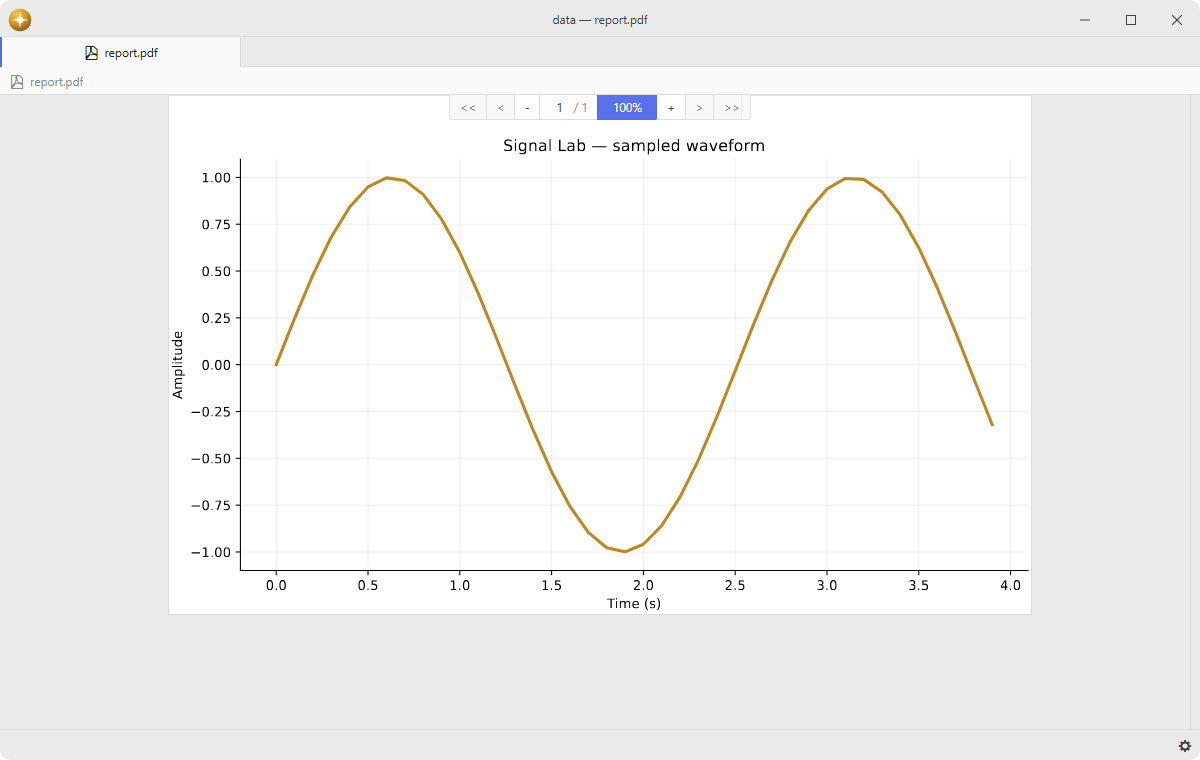 data — report.pdf
report.pdf
report.pdf
<< < - 1 / 1 100% + > >>
Signal Lab — sampled waveform
1.00
0.75
0.50
0.25
0.00
−0.25
−0.50
−0.75
−1.00
Amplitude
0.0 0.5 1.0 1.5 2.0 2.5 3.0 3.5 4.0
Time (s)